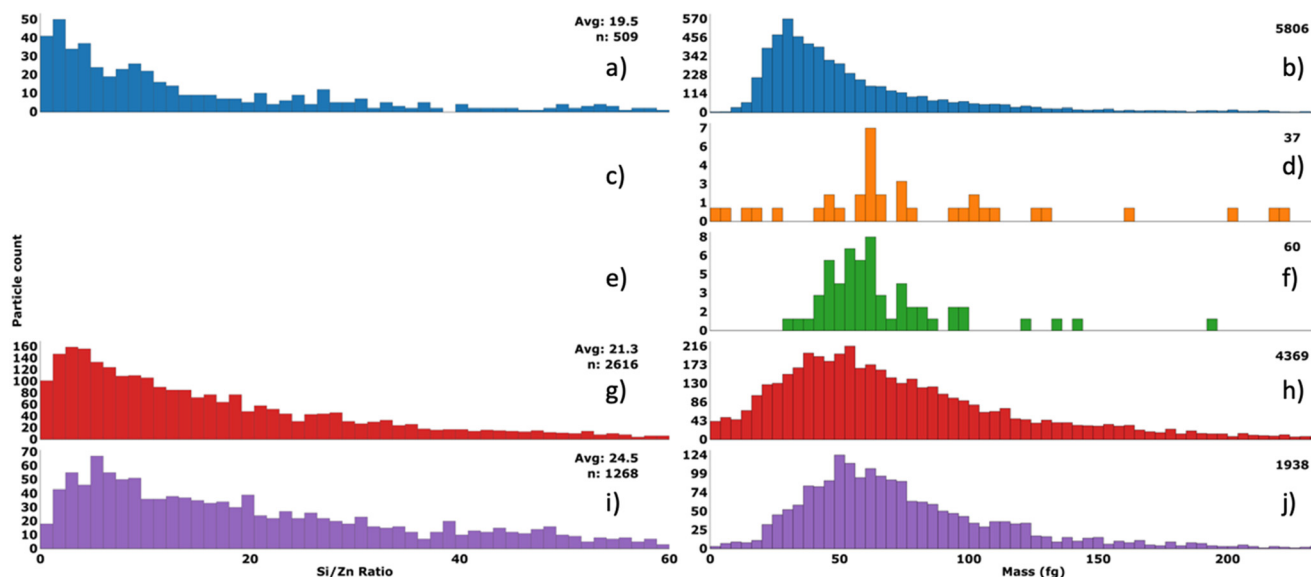 50
40
30
20
10
0
Avg: 19.5
n: 509
a)
570
456
342
228
114
0
5806
b)
c)
7
6
4
3
1
0
37
d)
Particle count
e)
8
6
5
3
2
0
60
f)
160
140
120
100
80
60
40
20
0
Avg: 21.3
n: 2616
g)
216
173
130
86
43
0
4369
h)
70
60
50
40
30
20
10
0
Avg: 24.5
n: 1268
i)
124
99
74
50
25
0
1938
j)
20 40 60
Si/Zn Ratio
50 100 150 200
Mass (fg)